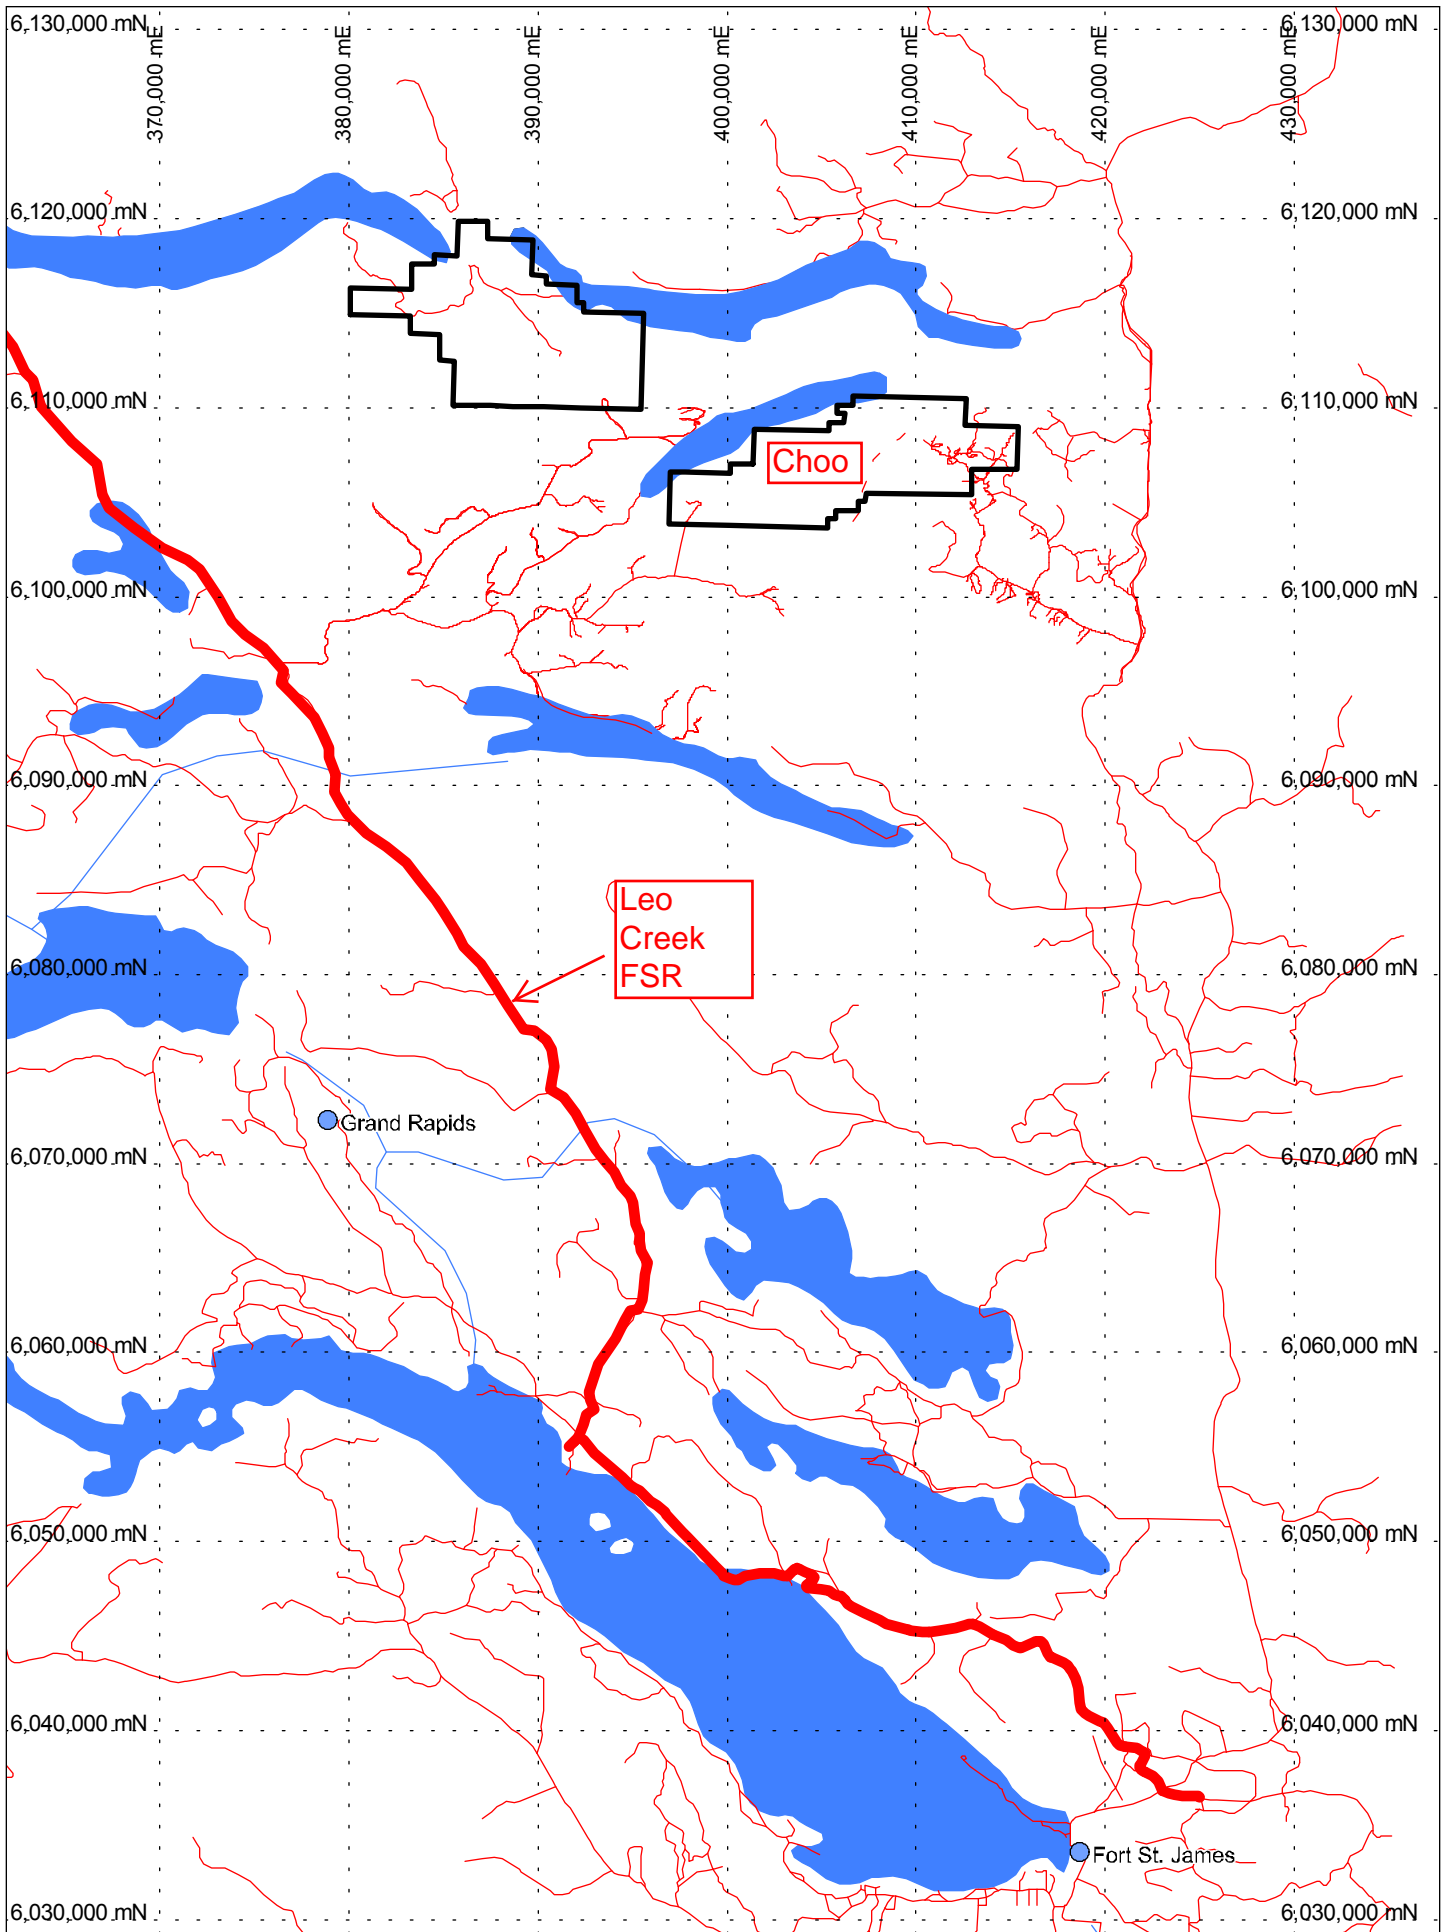 6,130,000 mN
6,130,000 mN
370,000 mE
380,000 mE
390,000 mE
400,000 mE
410,000 mE
420,000 mE
430,000 mE
6,120,000 mN
6,120,000 mN
6,110,000 mN
6,110,000 mN
Choo
6,100,000 mN
6,100,000 mN
6,090,000 mN
6,090,000 mN
Leo
Creek
FSR
6,080,000 mN
6,080,000 mN
Grand Rapids
6,070,000 mN
6,070,000 mN
6,060,000 mN
6,060,000 mN
6,050,000 mN
6,050,000 mN
6,040,000 mN
6,040,000 mN
Fort St. James
6,030,000 mN
6,030,000 mN